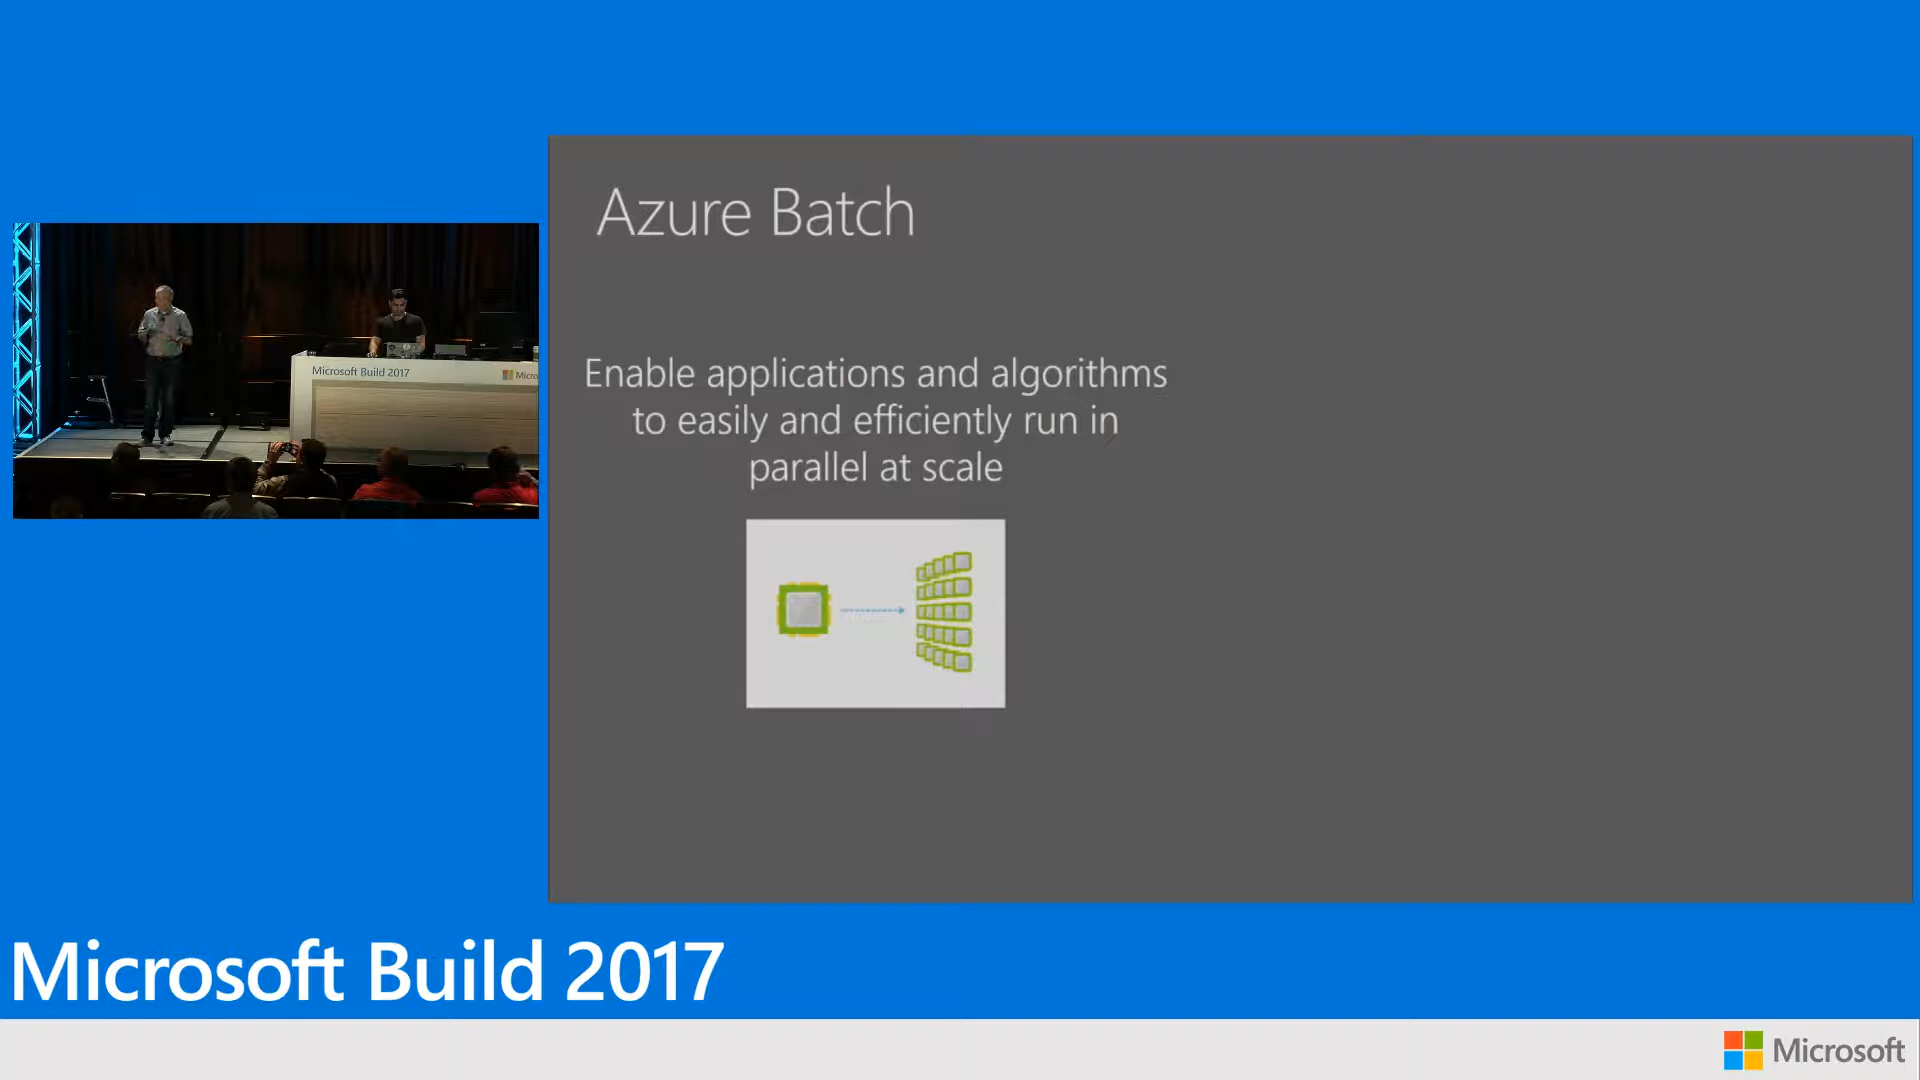 Azure Batch
Enable applications and algorithms
to easily and efficiently run in
parallel at scale
Microsoft Build 2017
Micro
Microsoft Build 2017
Microsoft